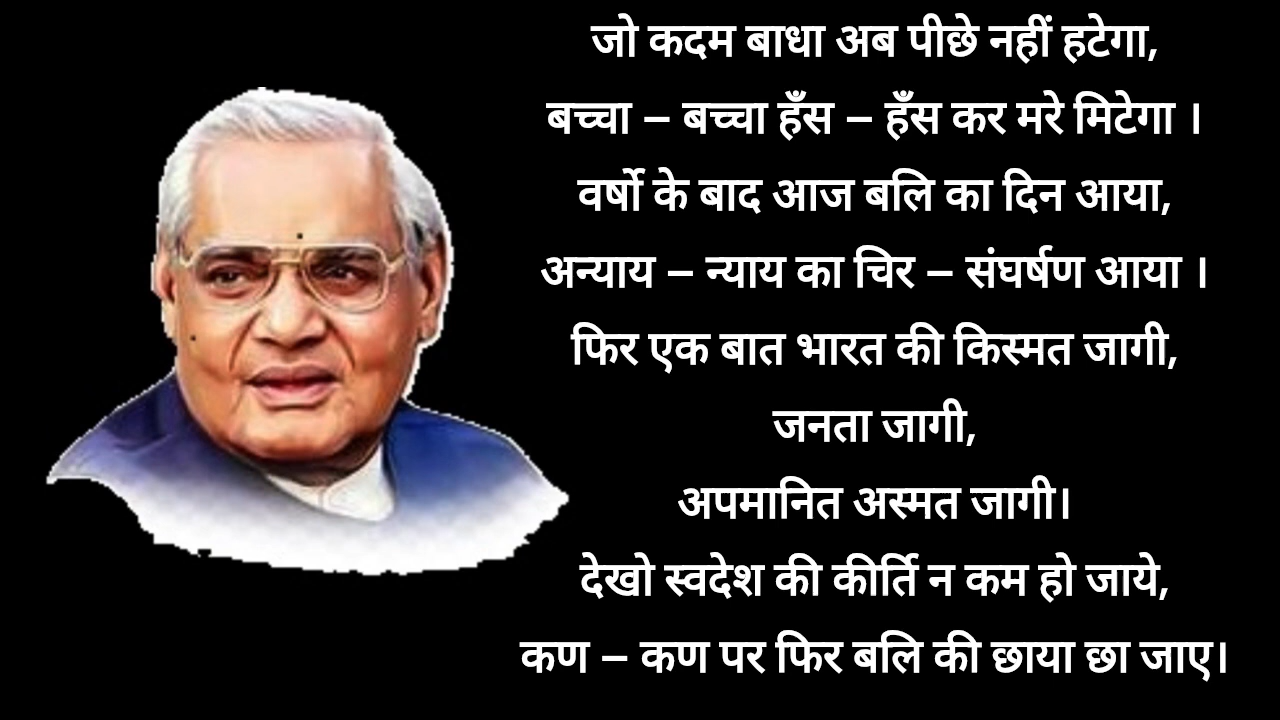 जो कदम बाधा अब पीछे नहीं हटेगा,
बच्चा – बच्चा हँस – हँस कर मरे मिटेगा ।
वर्षो के बाद आज बलि का दिन आया,
अन्याय – न्याय का चिर – संघर्षण आया ।
फिर एक बात भारत की किस्मत जागी,
जनता जागी,
अपमानित अस्मत जागी।
देखो स्वदेश की कीर्ति न कम हो जाये,
कण – कण पर फिर बलि की छाया छा जाए।